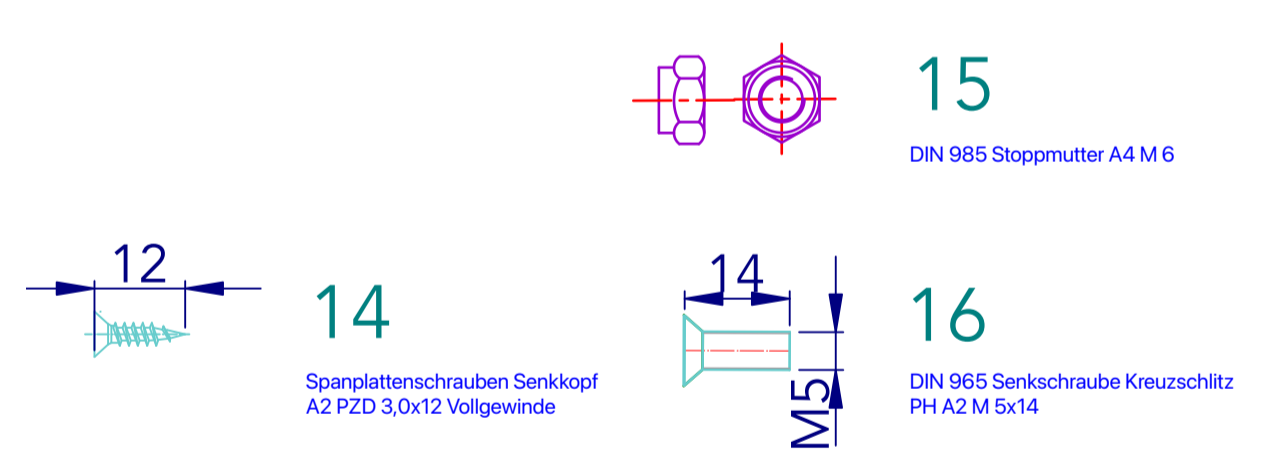 15
DIN 985 Stoppmutter A4 M 6
12
14
Spanplattenschrauben Senkkopf
A2 PZD 3,0x12 Vollgewinde
14
M5
16
DIN 965 Senkschraube Kreuzschlitz
PH A2 M 5x14